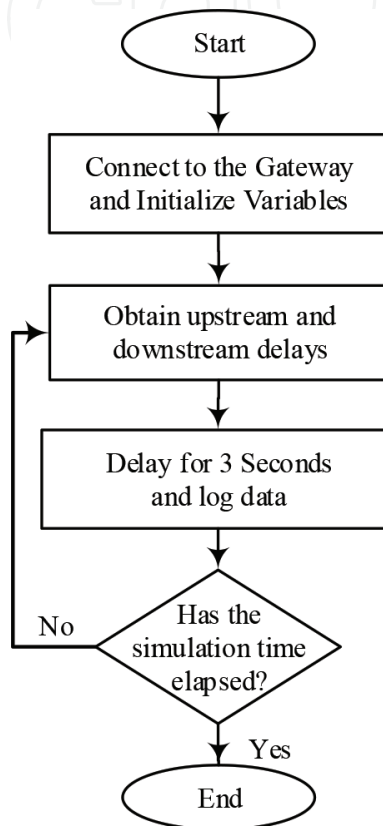 Start
Connect to the Gateway
and Initialize Variables
Obtain upstream and
downstream delays
Delay for 3 Seconds
and log data
Has the
simulation time
elapsed?
No
Yes
End